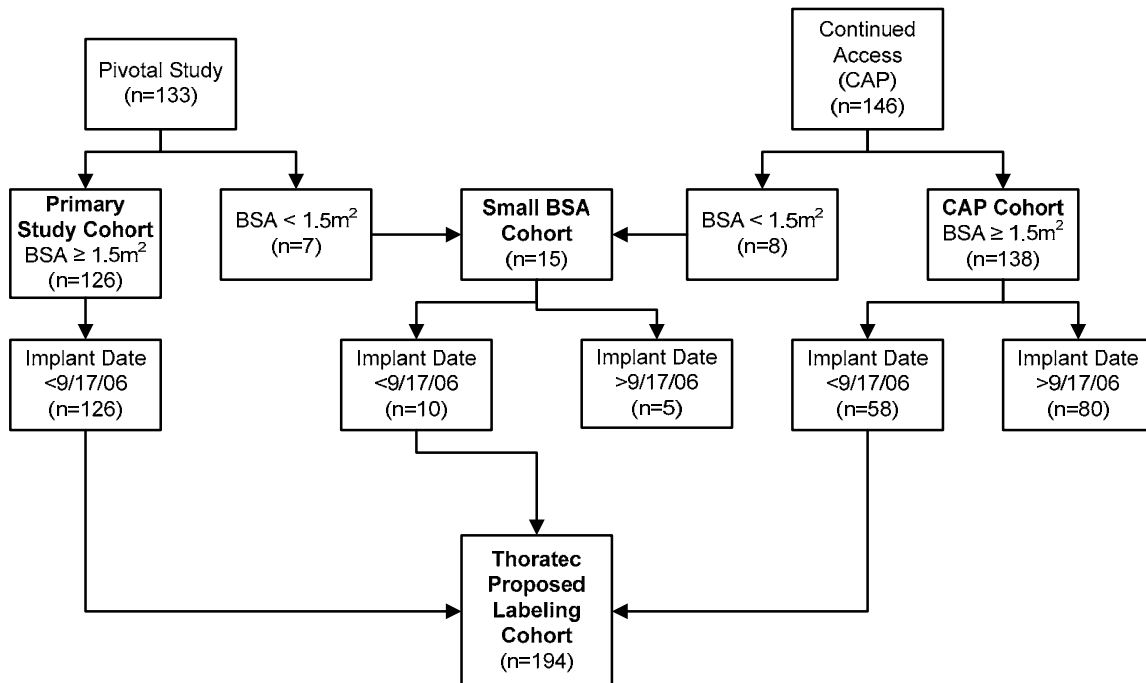 Pivotal Study
(n=133)
Continued
Access
(CAP)
(n=146)
Primary
Study Cohort
BSA ≥ 1.5m²
(n=126)
BSA < 1.5m²
(n=7)
Small BSA
Cohort
(n=15)
BSA < 1.5m²
(n=8)
CAP Cohort
BSA ≥ 1.5m²
(n=138)
Implant Date
<9/17/06
(n=126)
Implant Date
<9/17/06
(n=10)
Implant Date
>9/17/06
(n=5)
Implant Date
<9/17/06
(n=58)
Implant Date
>9/17/06
(n=80)
Thoratec
Proposed
Labeling
Cohort
(n=194)